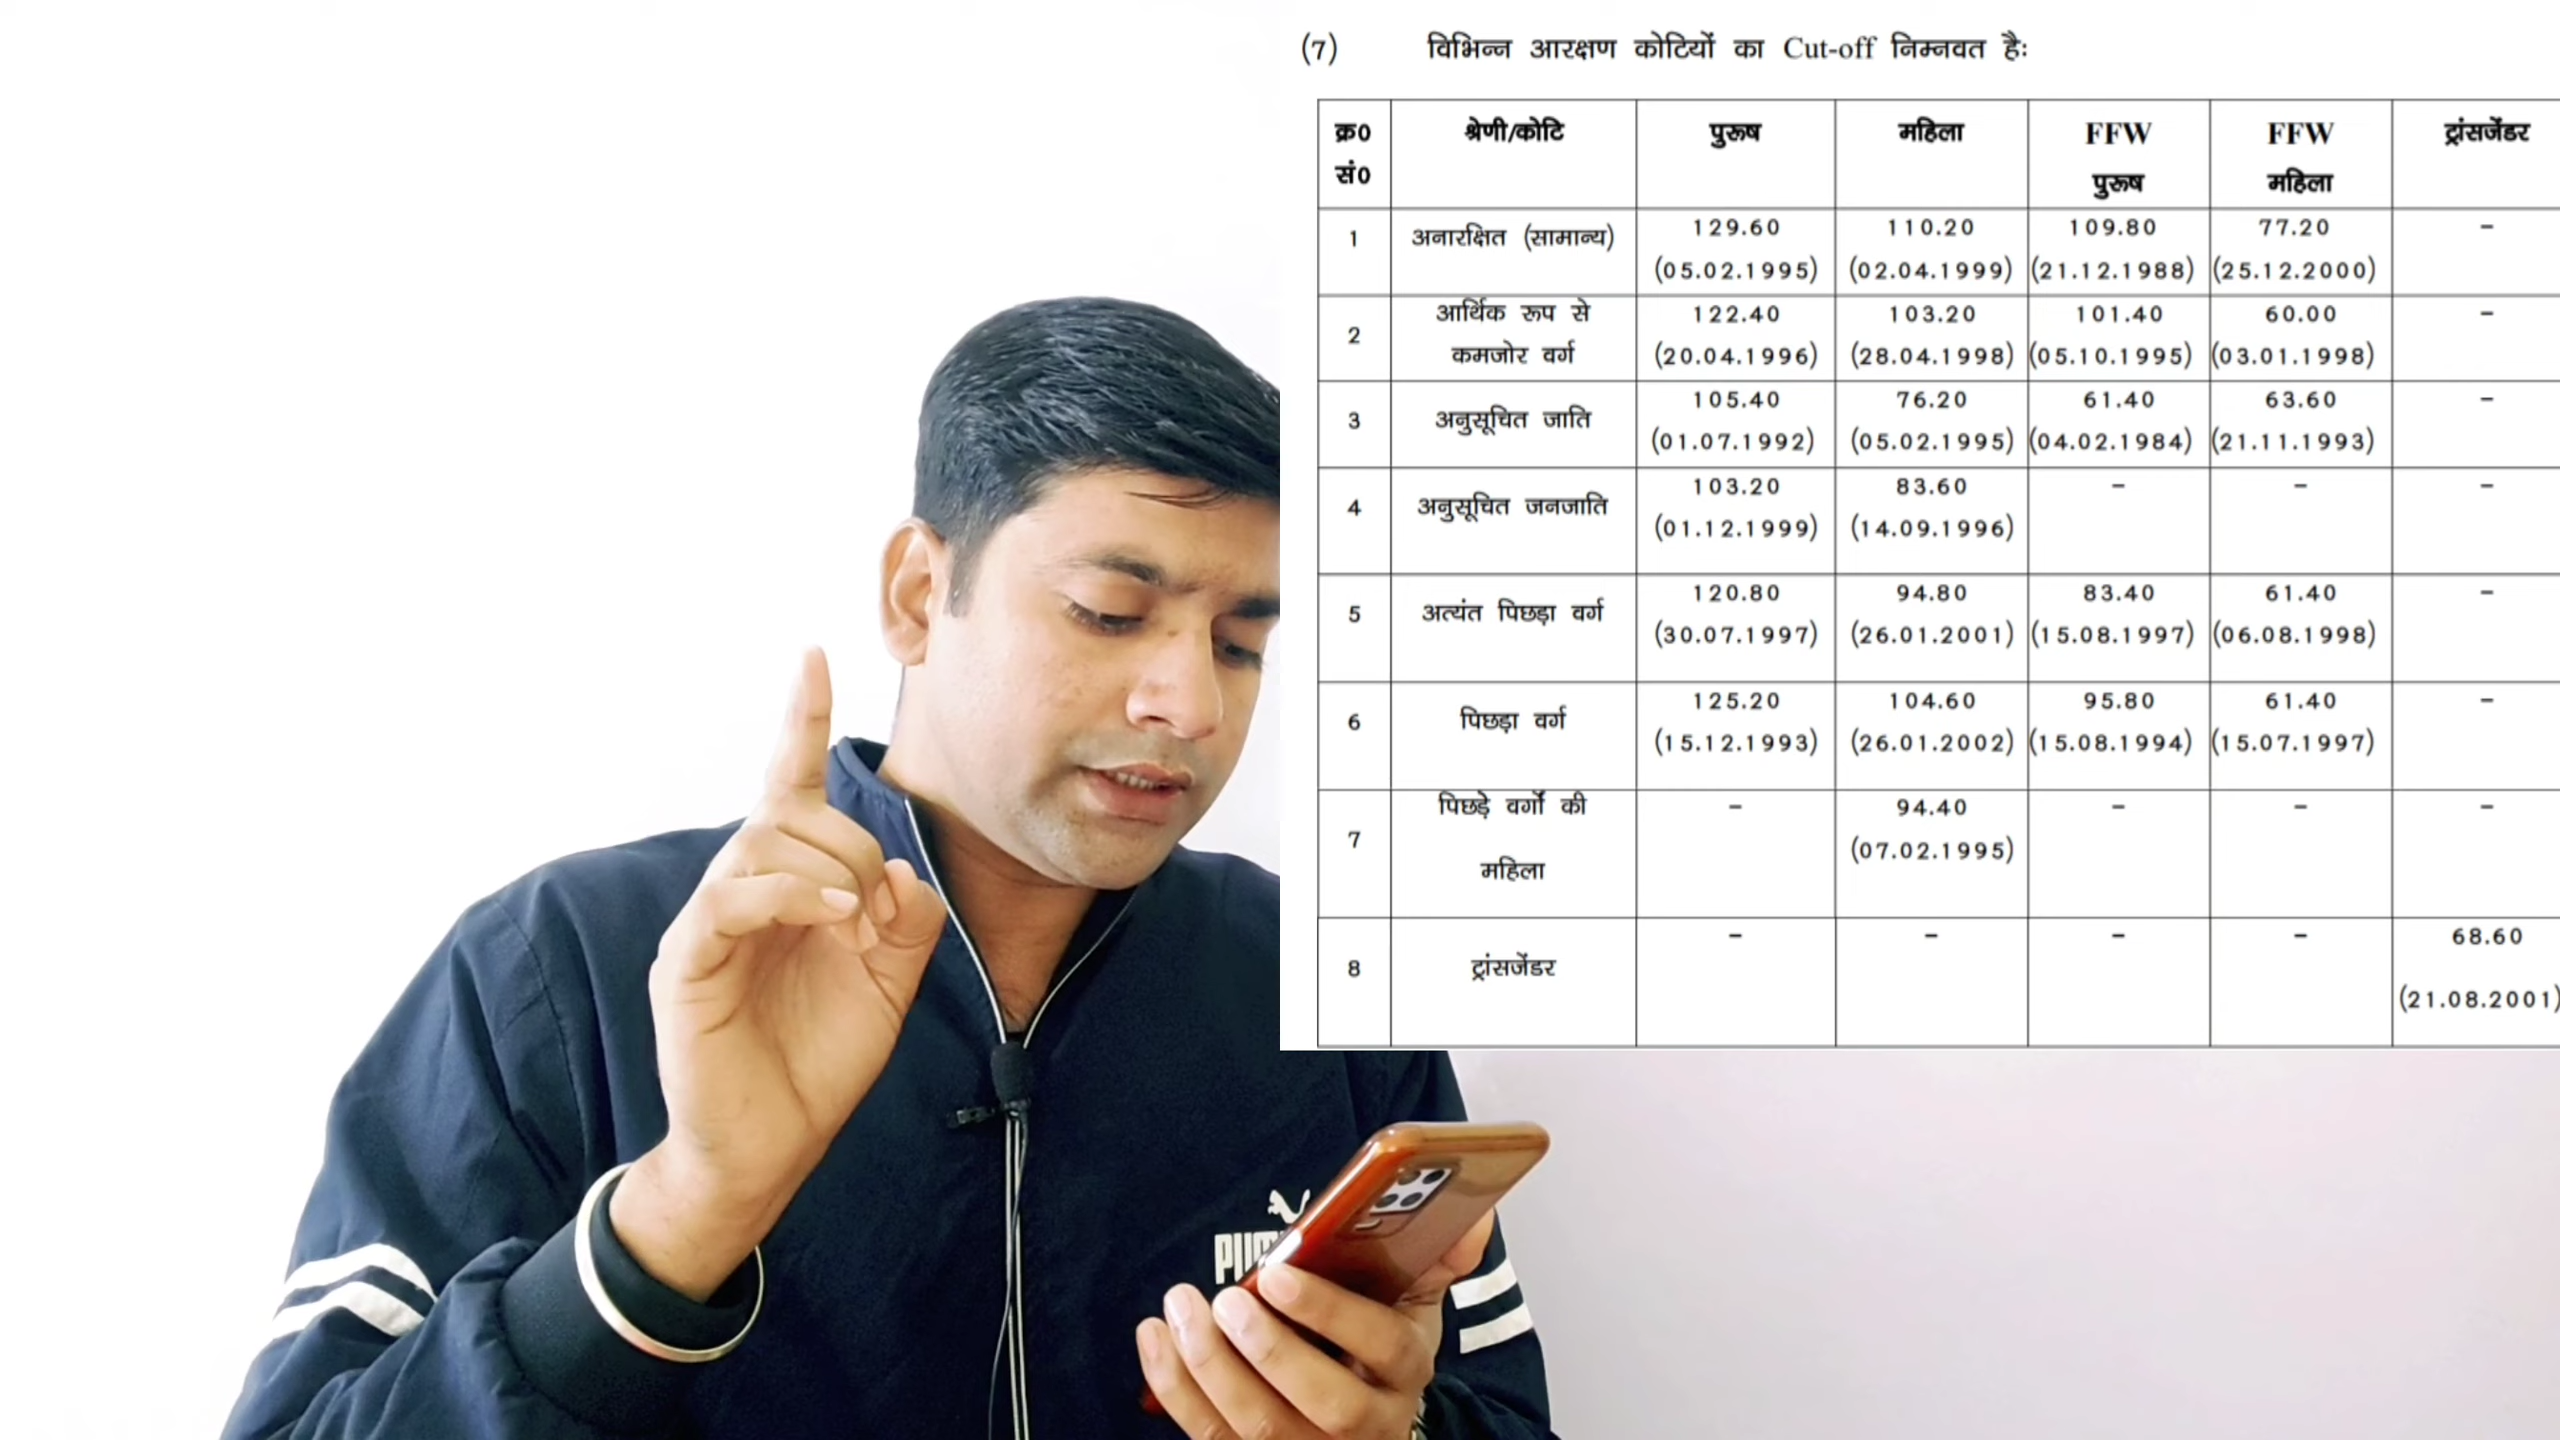 (7) विभिन्न आरक्षण कोटियों का Cut-off निम्नवत है:
क्र0 सं0 श्रेणी/कोटि पुरूष महिला FFW पुरूष FFW महिला ट्रांसजेंडर
1 अनारक्षित (सामान्य) 129.60 110.20 109.80 77.20 -
(05.02.1995) (02.04.1999) (21.12.1988) (25.12.2000)
2 आर्थिक रूप से कमजोर वर्ग 122.40 103.20 101.40 60.00 -
(20.04.1996) (28.04.1998) (05.10.1995) (03.01.1998)
3 अनुसूचित जाति 105.40 76.20 61.40 63.60 -
(01.07.1992) (05.02.1995) (04.02.1984) (21.11.1993)
4 अनुसूचित जनजाति 103.20 83.60 - - -
(01.12.1999) (14.09.1996)
5 अत्यंत पिछड़ा वर्ग 120.80 94.80 83.40 61.40 -
(30.07.1997) (26.01.2001) (15.08.1997) (06.08.1998)
6 पिछड़ा वर्ग 125.20 104.60 95.80 61.40 -
(15.12.1993) (26.01.2002) (15.08.1994) (15.07.1997)
7 पिछड़े वर्गों की महिला - 94.40 - - -
(07.02.1995)
8 ट्रांसजेंडर - - - - 68.60
(21.08.2001)